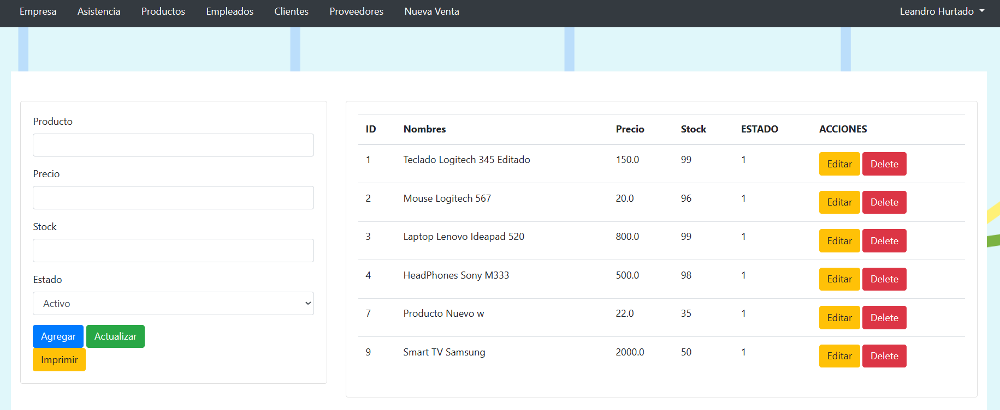 Empresa Asistencia Productos Empleados Clientes Proveedores Nueva Venta Leandro Hurtado
Producto
Precio
Stock
Estado
Activo
Agregar Actualizar
Imprimir
ID Nombres Precio Stock ESTADO ACCIONES
1 Teclado Logitech 345 Editado 150.0 99 1 Editar Delete
2 Mouse Logitech 567 20.0 96 1 Editar Delete
3 Laptop Lenovo Ideapad 520 800.0 99 1 Editar Delete
4 HeadPhones Sony M333 500.0 98 1 Editar Delete
7 Producto Nuevo w 22.0 35 1 Editar Delete
9 Smart TV Samsung 2000.0 50 1 Editar Delete